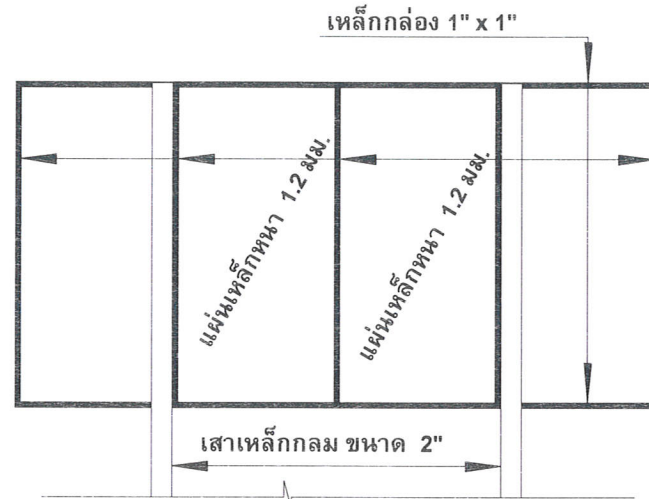 เหล็กกล่อง 1" x 1"
แผ่นเหล็กหนา 1.2 มม.
แผ่นเหล็กหนา 1.2 มม.
เสาเหล็กกลม ขนาด 2"